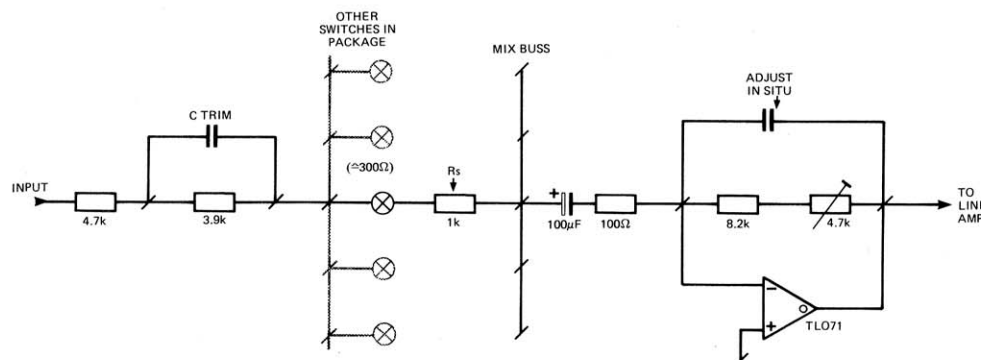 OTHER
SWITCHES IN
PACKAGE
MIX BUSS
ADJUST
IN SITU
C TRIM
(≃300Ω)
Rs
INPUT
4.7k
3.9k
1k
+
100µF
100Ω
8.2k
4.7k
TO
LINE
AMP
−
+
TLO71